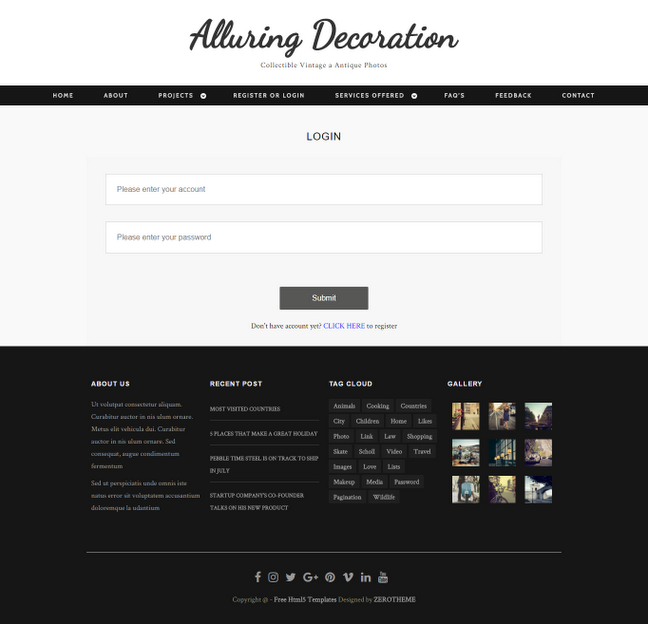 Alluring Decoration
Collectible Vintage a Antique Photos
HOME ABOUT PROJECTS REGISTER OR LOGIN SERVICES OFFERED FAQ'S FEEDBACK CONTACT
LOGIN
Please enter your account
Please enter your password
Submit
Don't have account yet? CLICK HERE to register
ABOUT US
Ut volutpat consectetur aliquam.
Curabitur auctor in nis ulum ornare.
Metus elit vehicula dui. Curabitur
auctor in nislum ornare. Sed
consequat, augue condimentum
fermentum
Sed ut perspiciatis unde omnis iste
natus error sit voluptatem accusantium
doloremque la udantium
RECENT POST
MOST VISITED COUNTRIES
5 PLACES THAT MAKE A GREAT HOLIDAY
PEBBLE TIME STEEL IS ON TRACK TO SHIP
IN JULY
STARTUP COMPANY'S CO-FOUNDER
TALKS ON HIS NEW PRODUCT
TAG CLOUD
Animals Cooking Countries
City Children Home Likes
Photo Link Law Shopping
Skate Scholl Video Travel
Images Love Lists
Makeup Media Password
Pagination Wildlife
GALLERY
Copyright @ - Free Html5 Templates Designed by ZEROTHEME